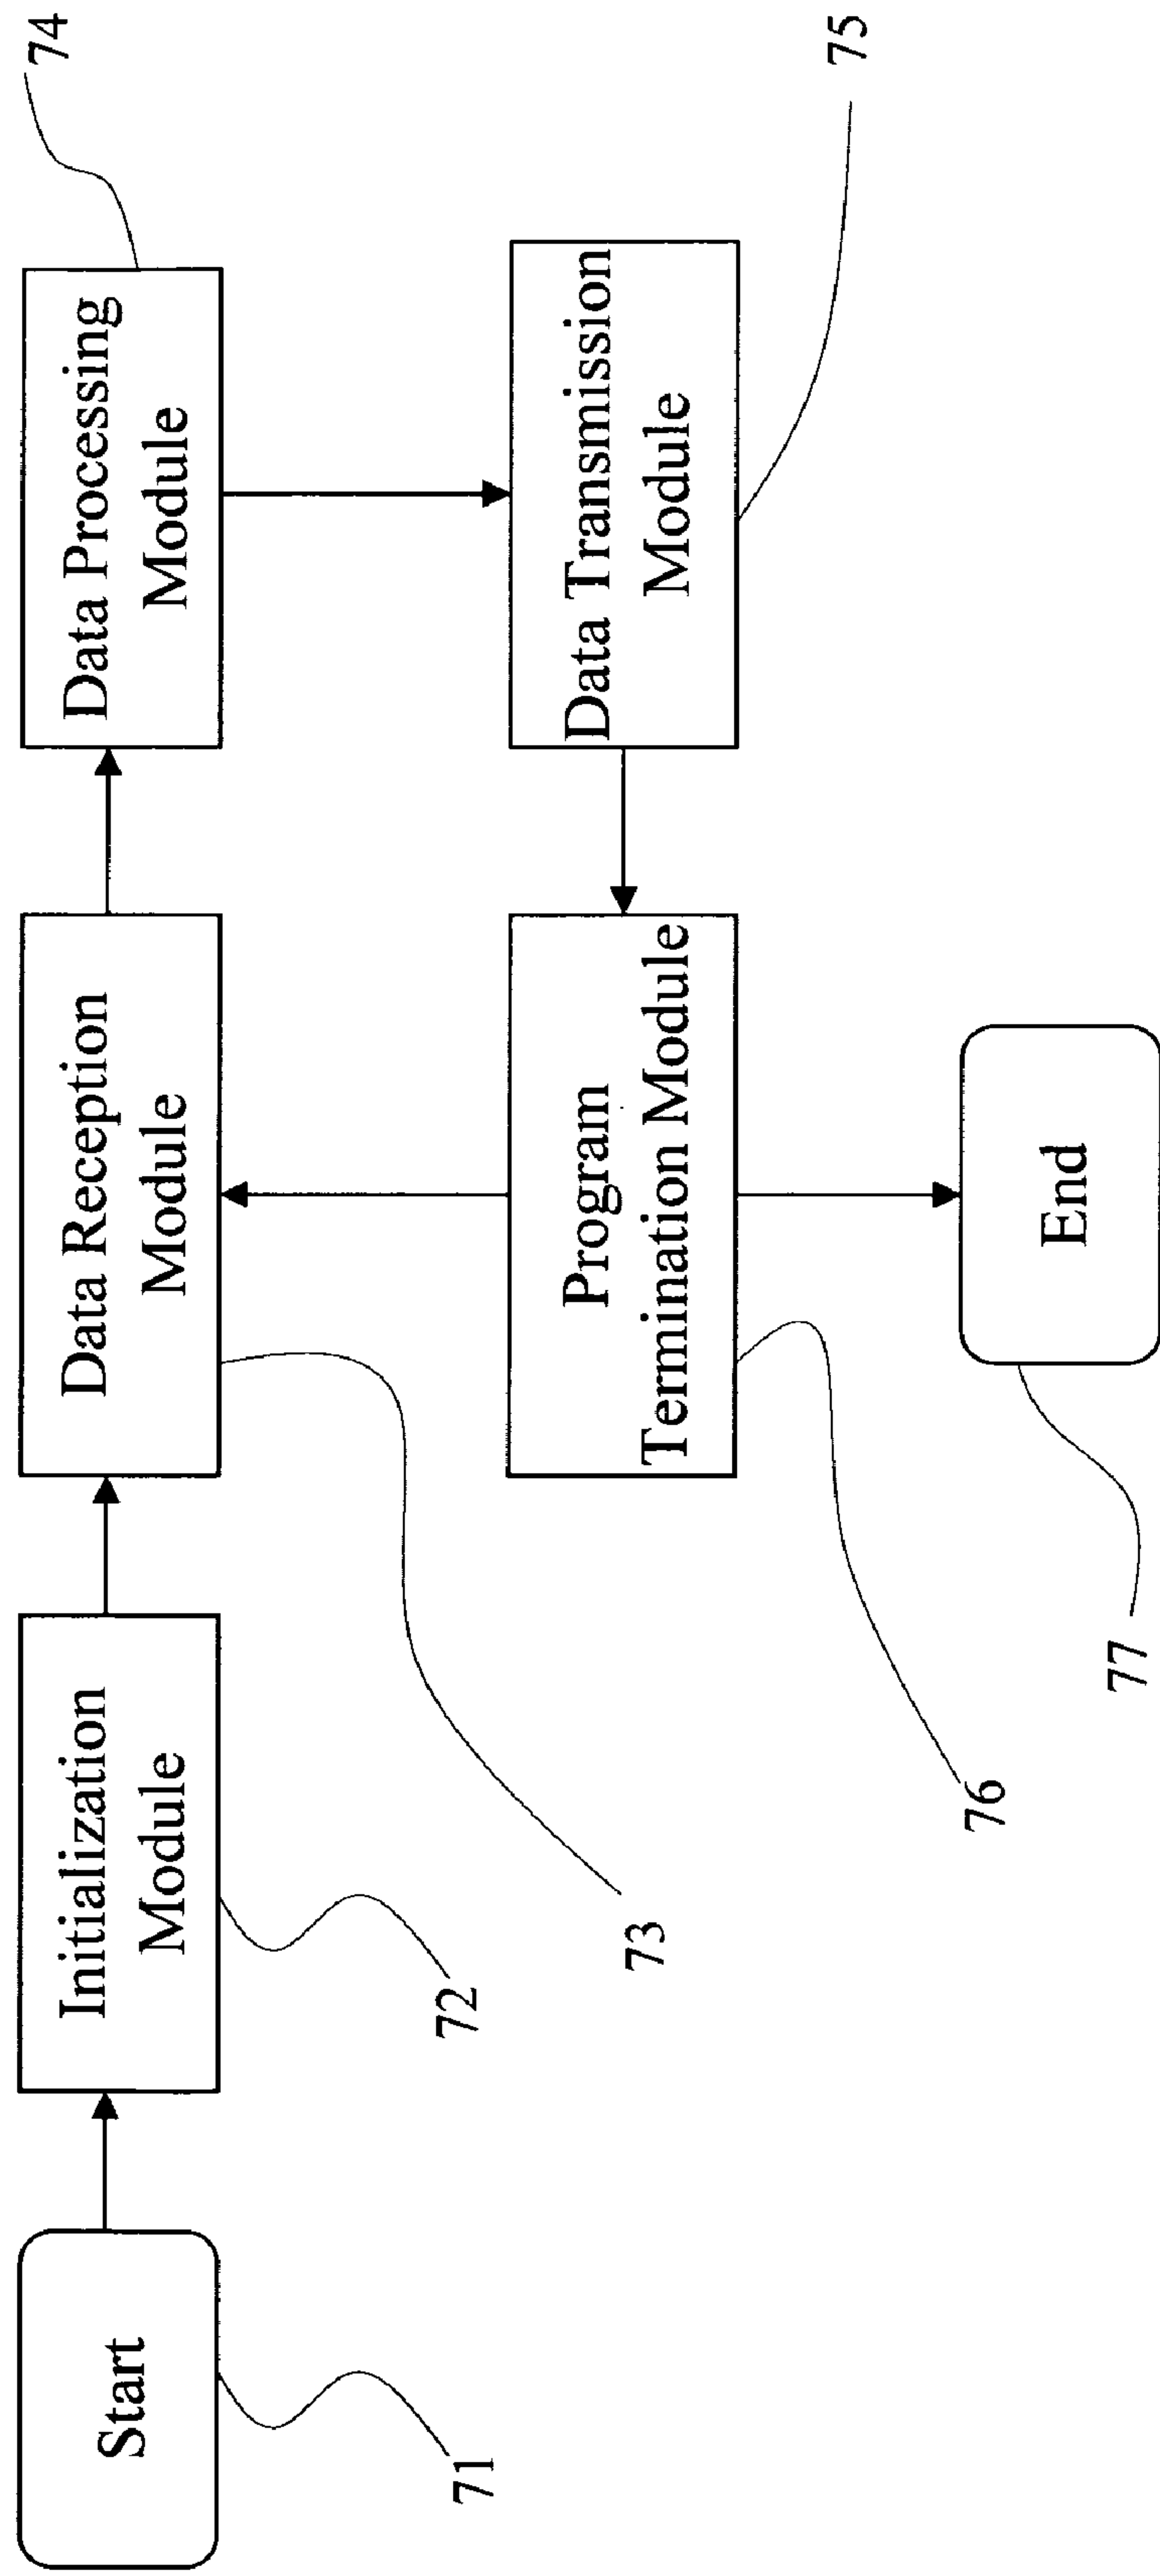 Start
71
Initialization
Module
72
Data Reception
Module
73
Data Processing
Module
74
Data Transmission
Module
75
Program
Termination Module
76
End
77